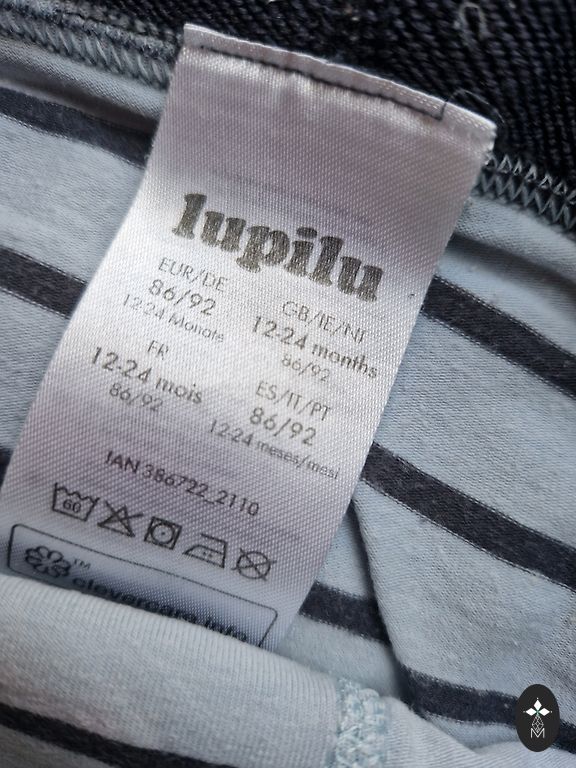 lupilu
EUR/DE
86/92
12-24 Monate
GB/IE/NI
12-24 months
86/92
FR
12-24 mois
86/92
ES/IT/PT
86/92
12-24 meses/mesi
IAN 386722_2110
60
TM
clevercare.info
M